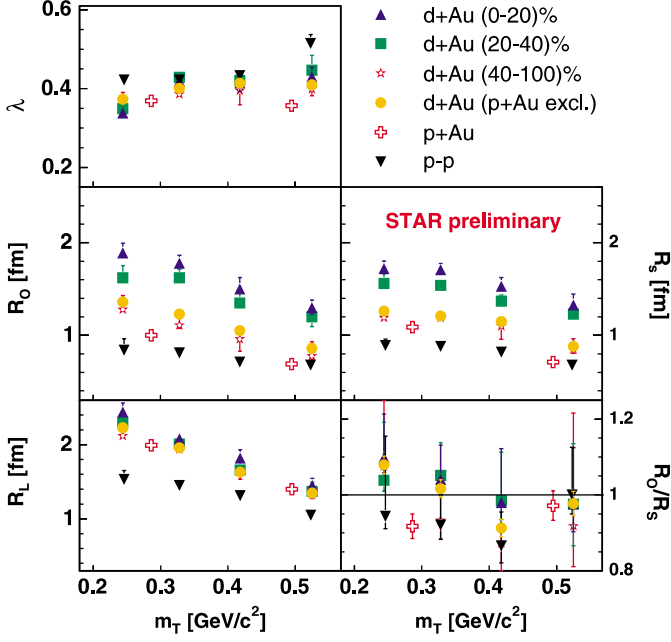 0.6
0.4
0.2
λ
d+Au (0-20)%
d+Au (20-40)%
d+Au (40-100)%
d+Au (p+Au excl.)
p+Au
p-p
2
1
R_O [fm]
STAR preliminary
2
1
R_s [fm]
2
1
R_L [fm]
1.2
1
0.8
R_O/R_s
0.2 0.3 0.4 0.5
0.2 0.3 0.4 0.5
m_T [GeV/c²]
m_T [GeV/c²]